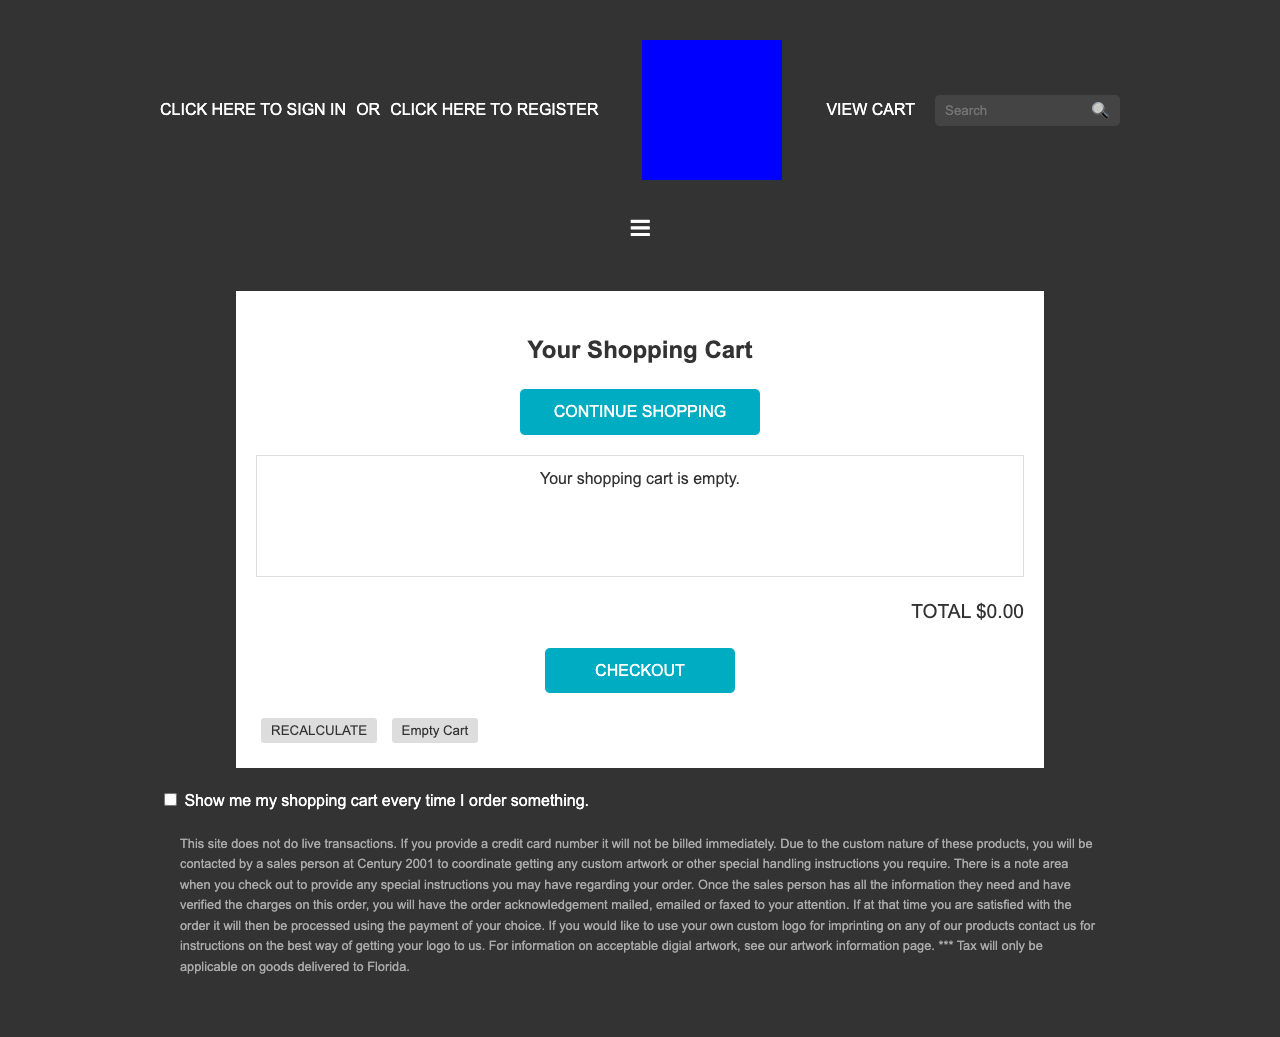 CLICK HERE TO SIGN IN OR CLICK HERE TO REGISTER
VIEW CART
Search
Your Shopping Cart
CONTINUE SHOPPING
Your shopping cart is empty.
TOTAL $0.00
CHECKOUT
RECALCULATE
Empty Cart
Show me my shopping cart every time I order something.
This site does not do live transactions. If you provide a credit card number it will not be billed immediately. Due to the custom nature of these products, you will be
contacted by a sales person at Century 2001 to coordinate getting any custom artwork or other special handling instructions you require. There is a note area
when you check out to provide any special instructions you may have regarding your order. Once the sales person has all the information they need and have
verified the charges on this order, you will have the order acknowledgement mailed, emailed or faxed to your attention. If at that time you are satisfied with the
order it will then be processed using the payment of your choice. If you would like to use your own custom logo for imprinting on any of our products contact us for
instructions on the best way of getting your logo to us. For information on acceptable digial artwork, see our artwork information page. *** Tax will only be
applicable on goods delivered to Florida.